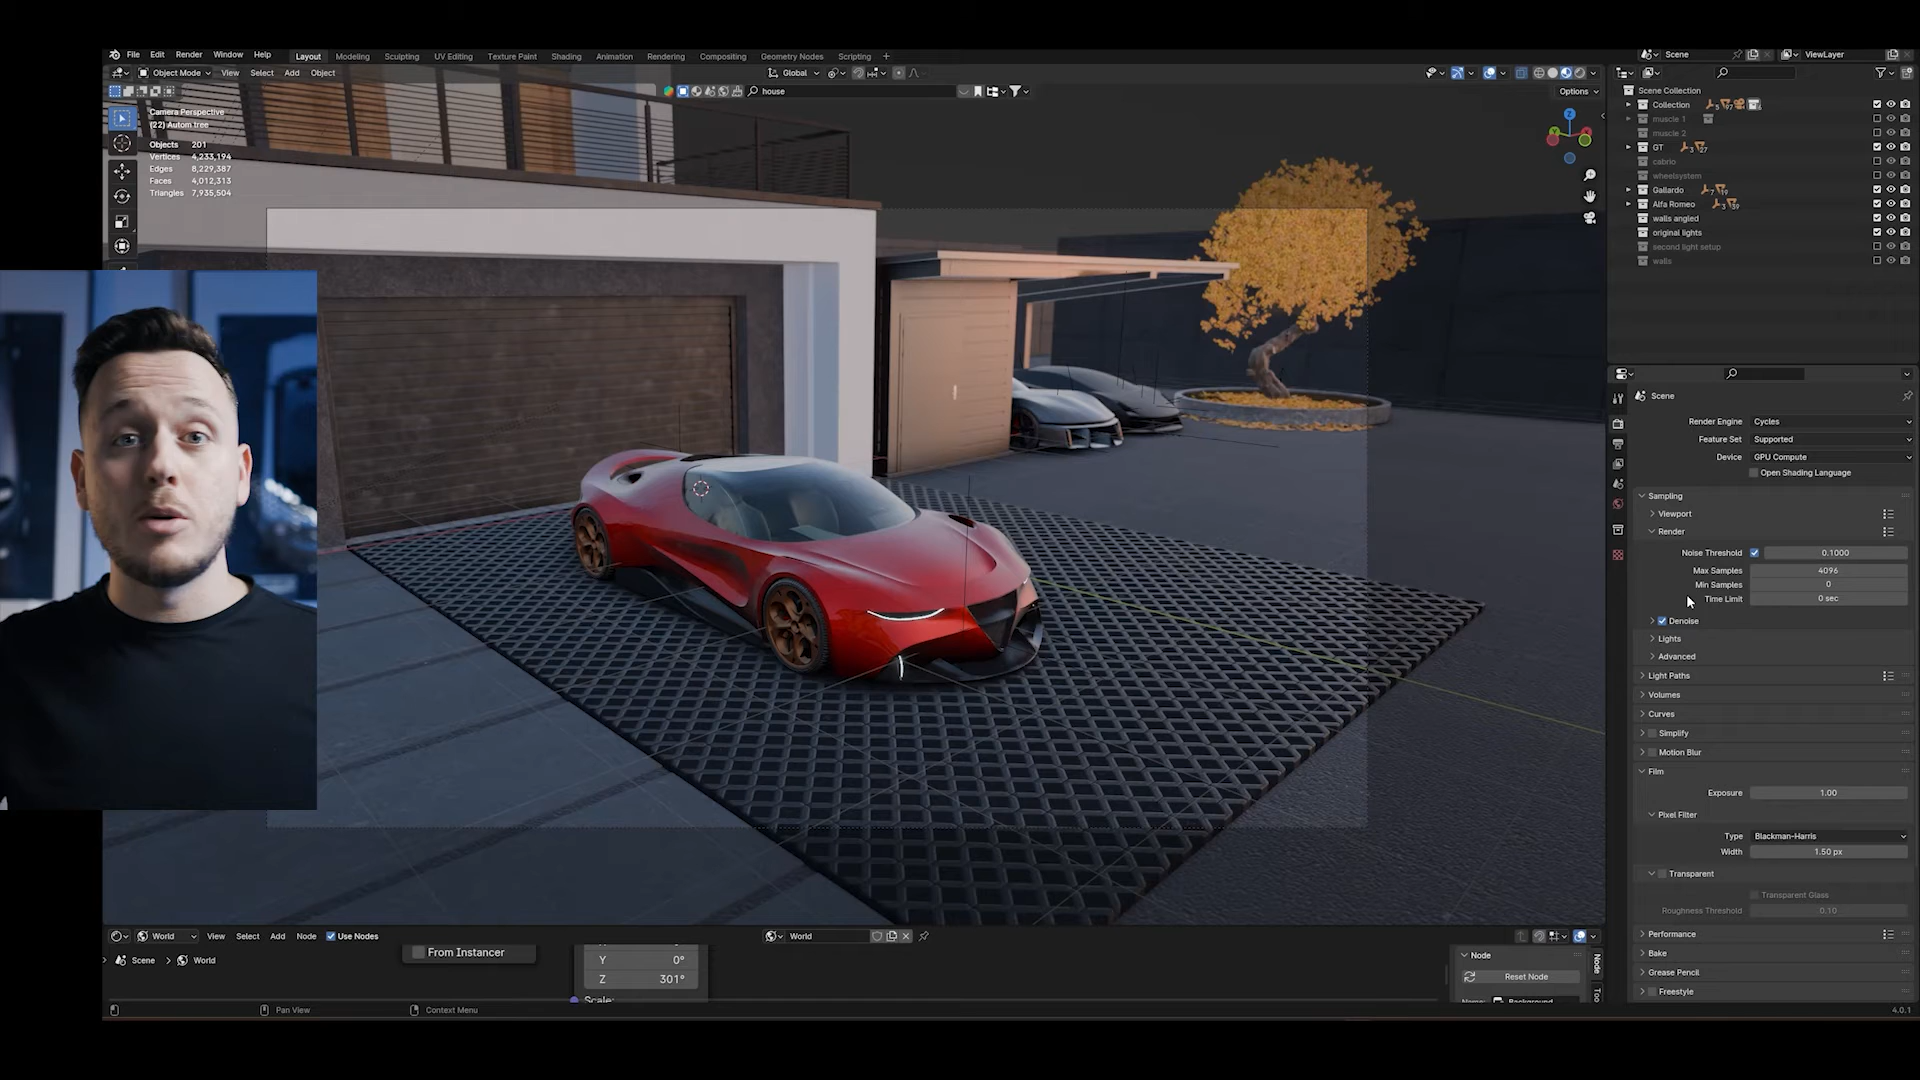 File Edit Render Window Help Layout Modeling Sculpting UV Editing Texture Paint Shading Animation Rendering Compositing Geometry Nodes Scripting + Scene ViewLayer
Object Mode View Select Add Object Global
house Options
Camera Perspective
(22) Autom tree
Objects 201
Vertices 4,233,194
Edges 8,229,387
Faces 4,012,313
Triangles 7,935,504
Scene Collection
Collection
muscle 1
muscle 2
GT
cabrio
wheelsystem
Gallardo
Alfa Romeo
walls angled
original lights
second light setup
walls
Scene
Render Engine Cycles
Feature Set Supported
Device GPU Compute
Open Shading Language
Sampling
Viewport
Render
Noise Threshold 0.1000
Max Samples 4096
Min Samples 0
Time Limit 0 sec
Denoise
Lights
Advanced
Light Paths
Volumes
Curves
Simplify
Motion Blur
Film
Exposure 1.00
Pixel Filter
Type Blackman-Harris
Width 1.50 px
Transparent
Transparent Glass
Roughness Threshold 0.10
Performance
Bake
Grease Pencil
Freestyle
World View Select Add Node Use Nodes World
Scene > World
From Instancer
Y 0°
Z 301°
Scale:
Node
Reset Node
Background
Node
Pan View Context Menu 4.0.1